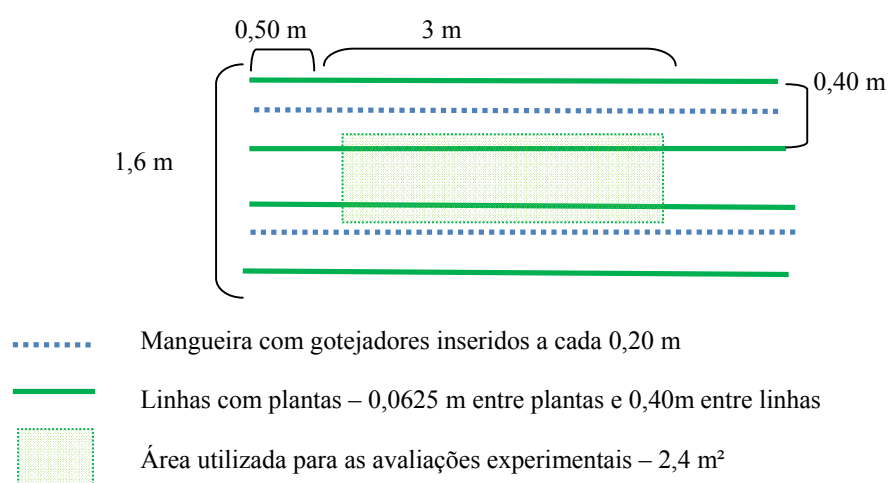 0,50 m
3 m
0,40 m
1,6 m
Mangueira com gotejadores inseridos a cada 0,20 m
Linhas com plantas – 0,0625 m entre plantas e 0,40m entre linhas
Área utilizada para as avaliações experimentais – 2,4 m²